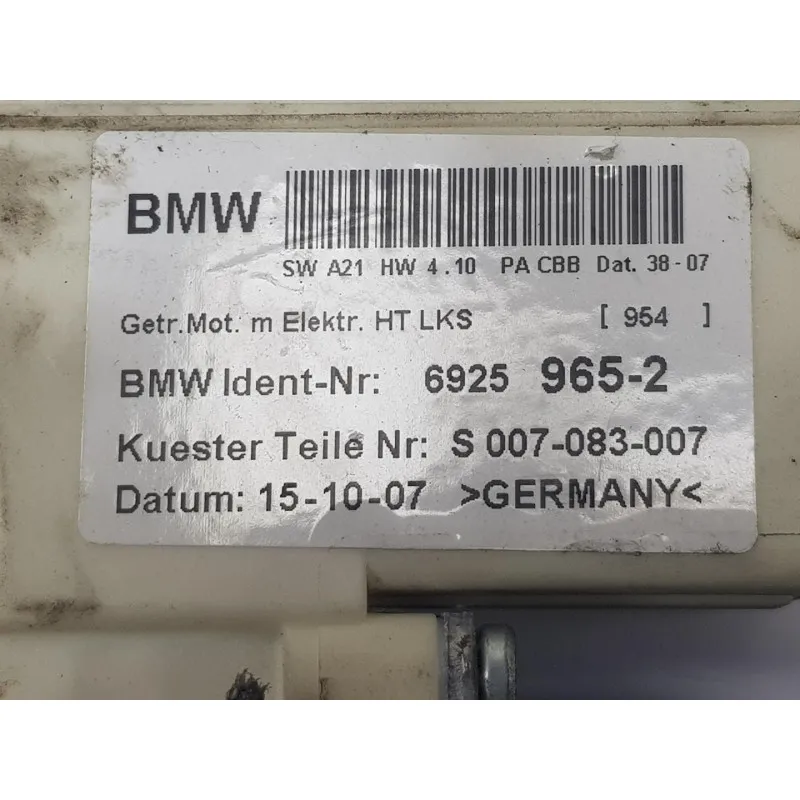 BMW
SW A21 HW 4.10 PA CBB Dat. 38-07
Getr.Mot. m Elektr. HT LKS [ 954 ]
BMW Ident-Nr: 6925 965-2
Kuester Teile Nr: S 007-083-007
Datum: 15-10-07 >GERMANY<